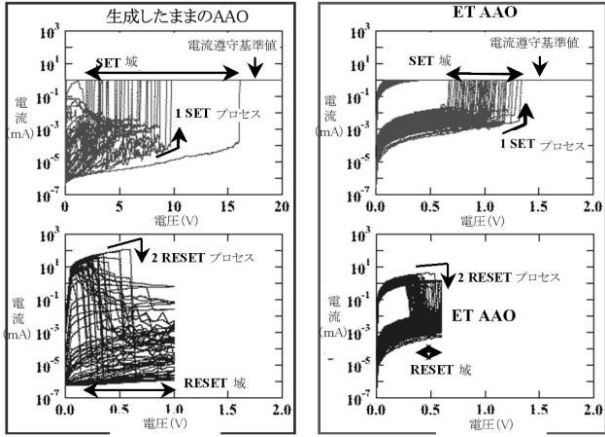 生成したままのAAO
10³
10¹
10⁻¹
10⁻³
10⁻⁵
10⁻⁷
電流
(mA)
SET 域
電流遵守基準値
1 SET プロセス
0 5 10 15 20
電圧(V)
10³
10¹
10⁻¹
10⁻³
10⁻⁵
10⁻⁷
電流
(mA)
2 RESET プロセス
RESET 域
0.0 0.5 1.0 1.5 2.0
電圧(V)
ET AAO
10³
10¹
10⁻¹
10⁻³
10⁻⁵
10⁻⁷
電流
(mA)
SET 域
電流遵守基準値
1 SET プロセス
0.0 0.5 1.0 1.5 2.0
電圧(V)
10³
10¹
10⁻¹
10⁻³
10⁻⁵
10⁻⁷
電流
(mA)
2 RESET プロセス
ET AAO
RESET 域
0.0 0.5 1.0 1.5 2.0
電圧(V)